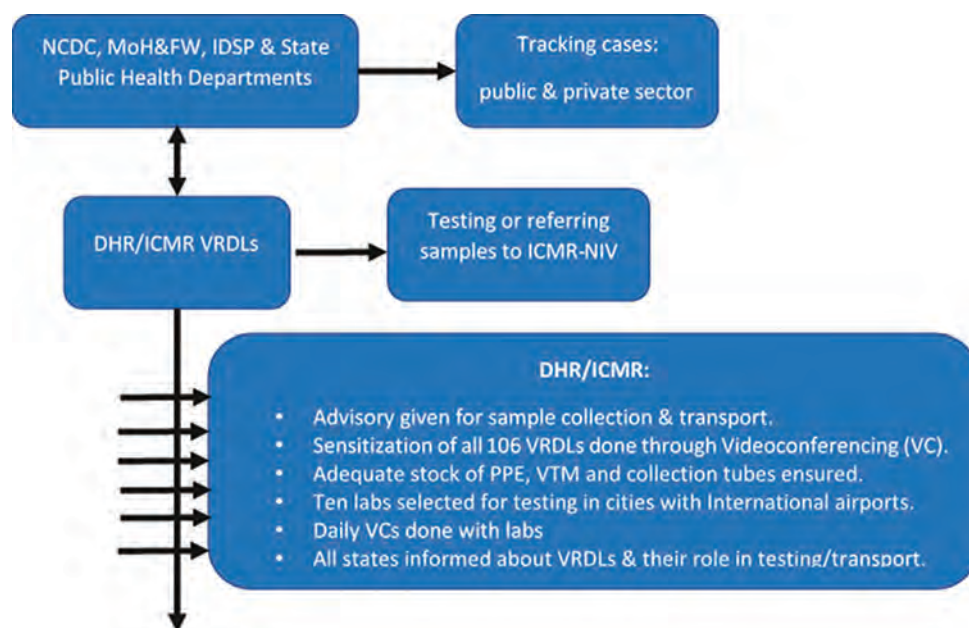 NCDC, MoH&FW, IDSP & State
Public Health Departments
Tracking cases:
public & private sector
DHR/ICMR VRDLs
Testing or referring
samples to ICMR-NIV
DHR/ICMR:
• Advisory given for sample collection & transport.
• Sensitization of all 106 VRDLs done through Videoconferencing (VC).
• Adequate stock of PPE, VTM and collection tubes ensured.
• Ten labs selected for testing in cities with International airports.
• Daily VCs done with labs
• All states informed about VRDLs & their role in testing/transport.